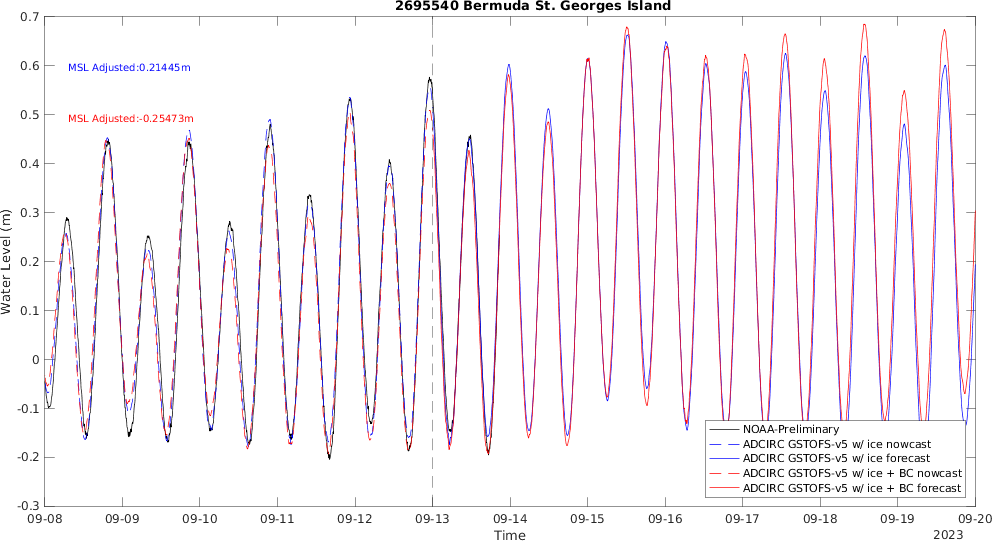 2695540 Bermuda St. Georges Island
0.7
0.6
0.5
0.4
0.3
0.2
0.1
0
-0.1
-0.2
-0.3
Water Level (m)
MSL Adjusted:0.21445m
MSL Adjusted:-0.25473m
NOAA-Preliminary
ADCIRC GSTOFS-v5 w/ ice nowcast
ADCIRC GSTOFS-v5 w/ ice forecast
ADCIRC GSTOFS-v5 w/ ice + BC nowcast
ADCIRC GSTOFS-v5 w/ ice + BC forecast
09-08 09-09 09-10 09-11 09-12 09-13 09-14 09-15 09-16 09-17 09-18 09-19 09-20
Time
2023